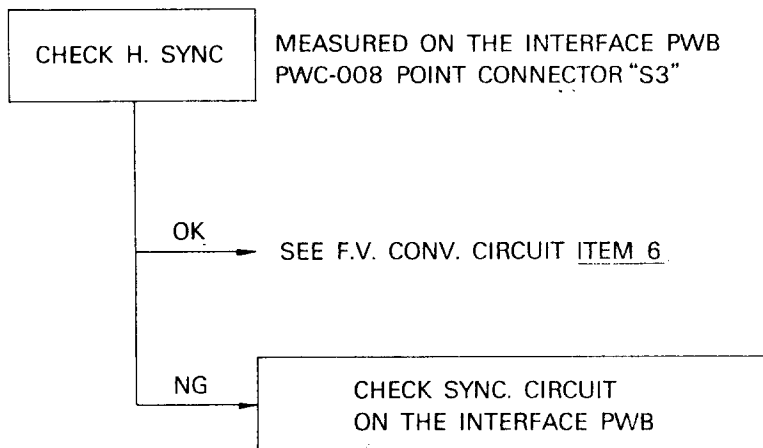 CHECK H. SYNC
MEASURED ON THE INTERFACE PWB
PWC-008 POINT CONNECTOR "S3"
OK
SEE F.V. CONV. CIRCUIT ITEM 6
NG
CHECK SYNC. CIRCUIT
ON THE INTERFACE PWB